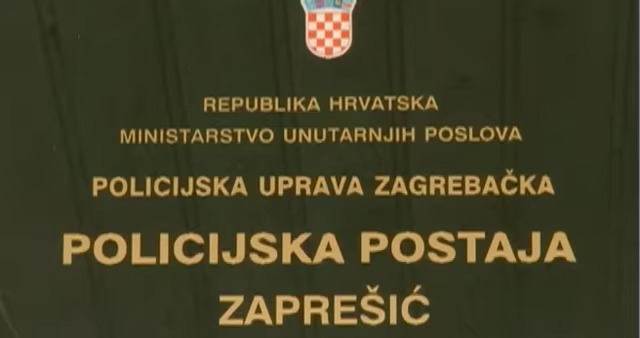 REPUBLIKA HRVATSKA
MINISTARSTVO UNUTARNJIH POSLOVA
POLICIJSKA UPRAVA ZAGREBAČKA
POLICIJSKA POSTAJA
ZAPREŠIĆ